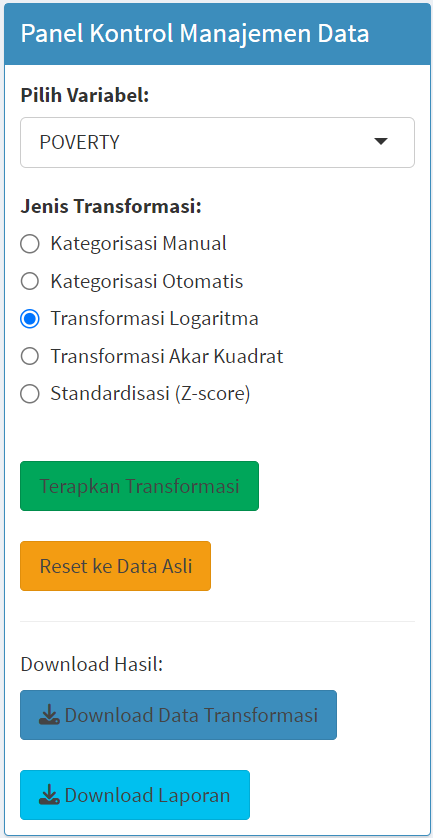 Panel Kontrol Manajemen Data
Pilih Variabel:
POVERTY
Jenis Transformasi:
Kategorisasi Manual
Kategorisasi Otomatis
Transformasi Logaritma
Transformasi Akar Kuadrat
Standardisasi (Z-score)
Terapkan Transformasi
Reset ke Data Asli
Download Hasil:
Download Data Transformasi
Download Laporan